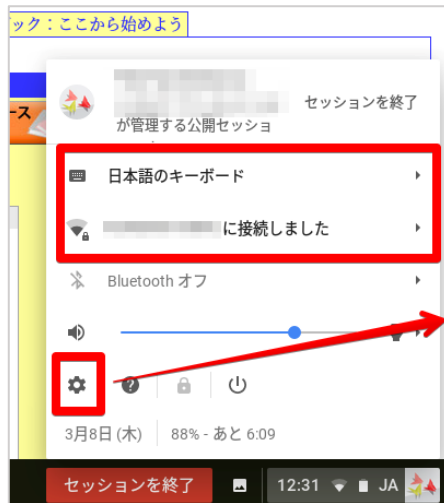 ック：ここから始めよう
ース
セッションを終了
が管理する公開セッショ
日本語のキーボード
に接続しました
Bluetooth オフ
3月8日 (木)
88% - あと 6:09
セッションを終了
12:31
JA